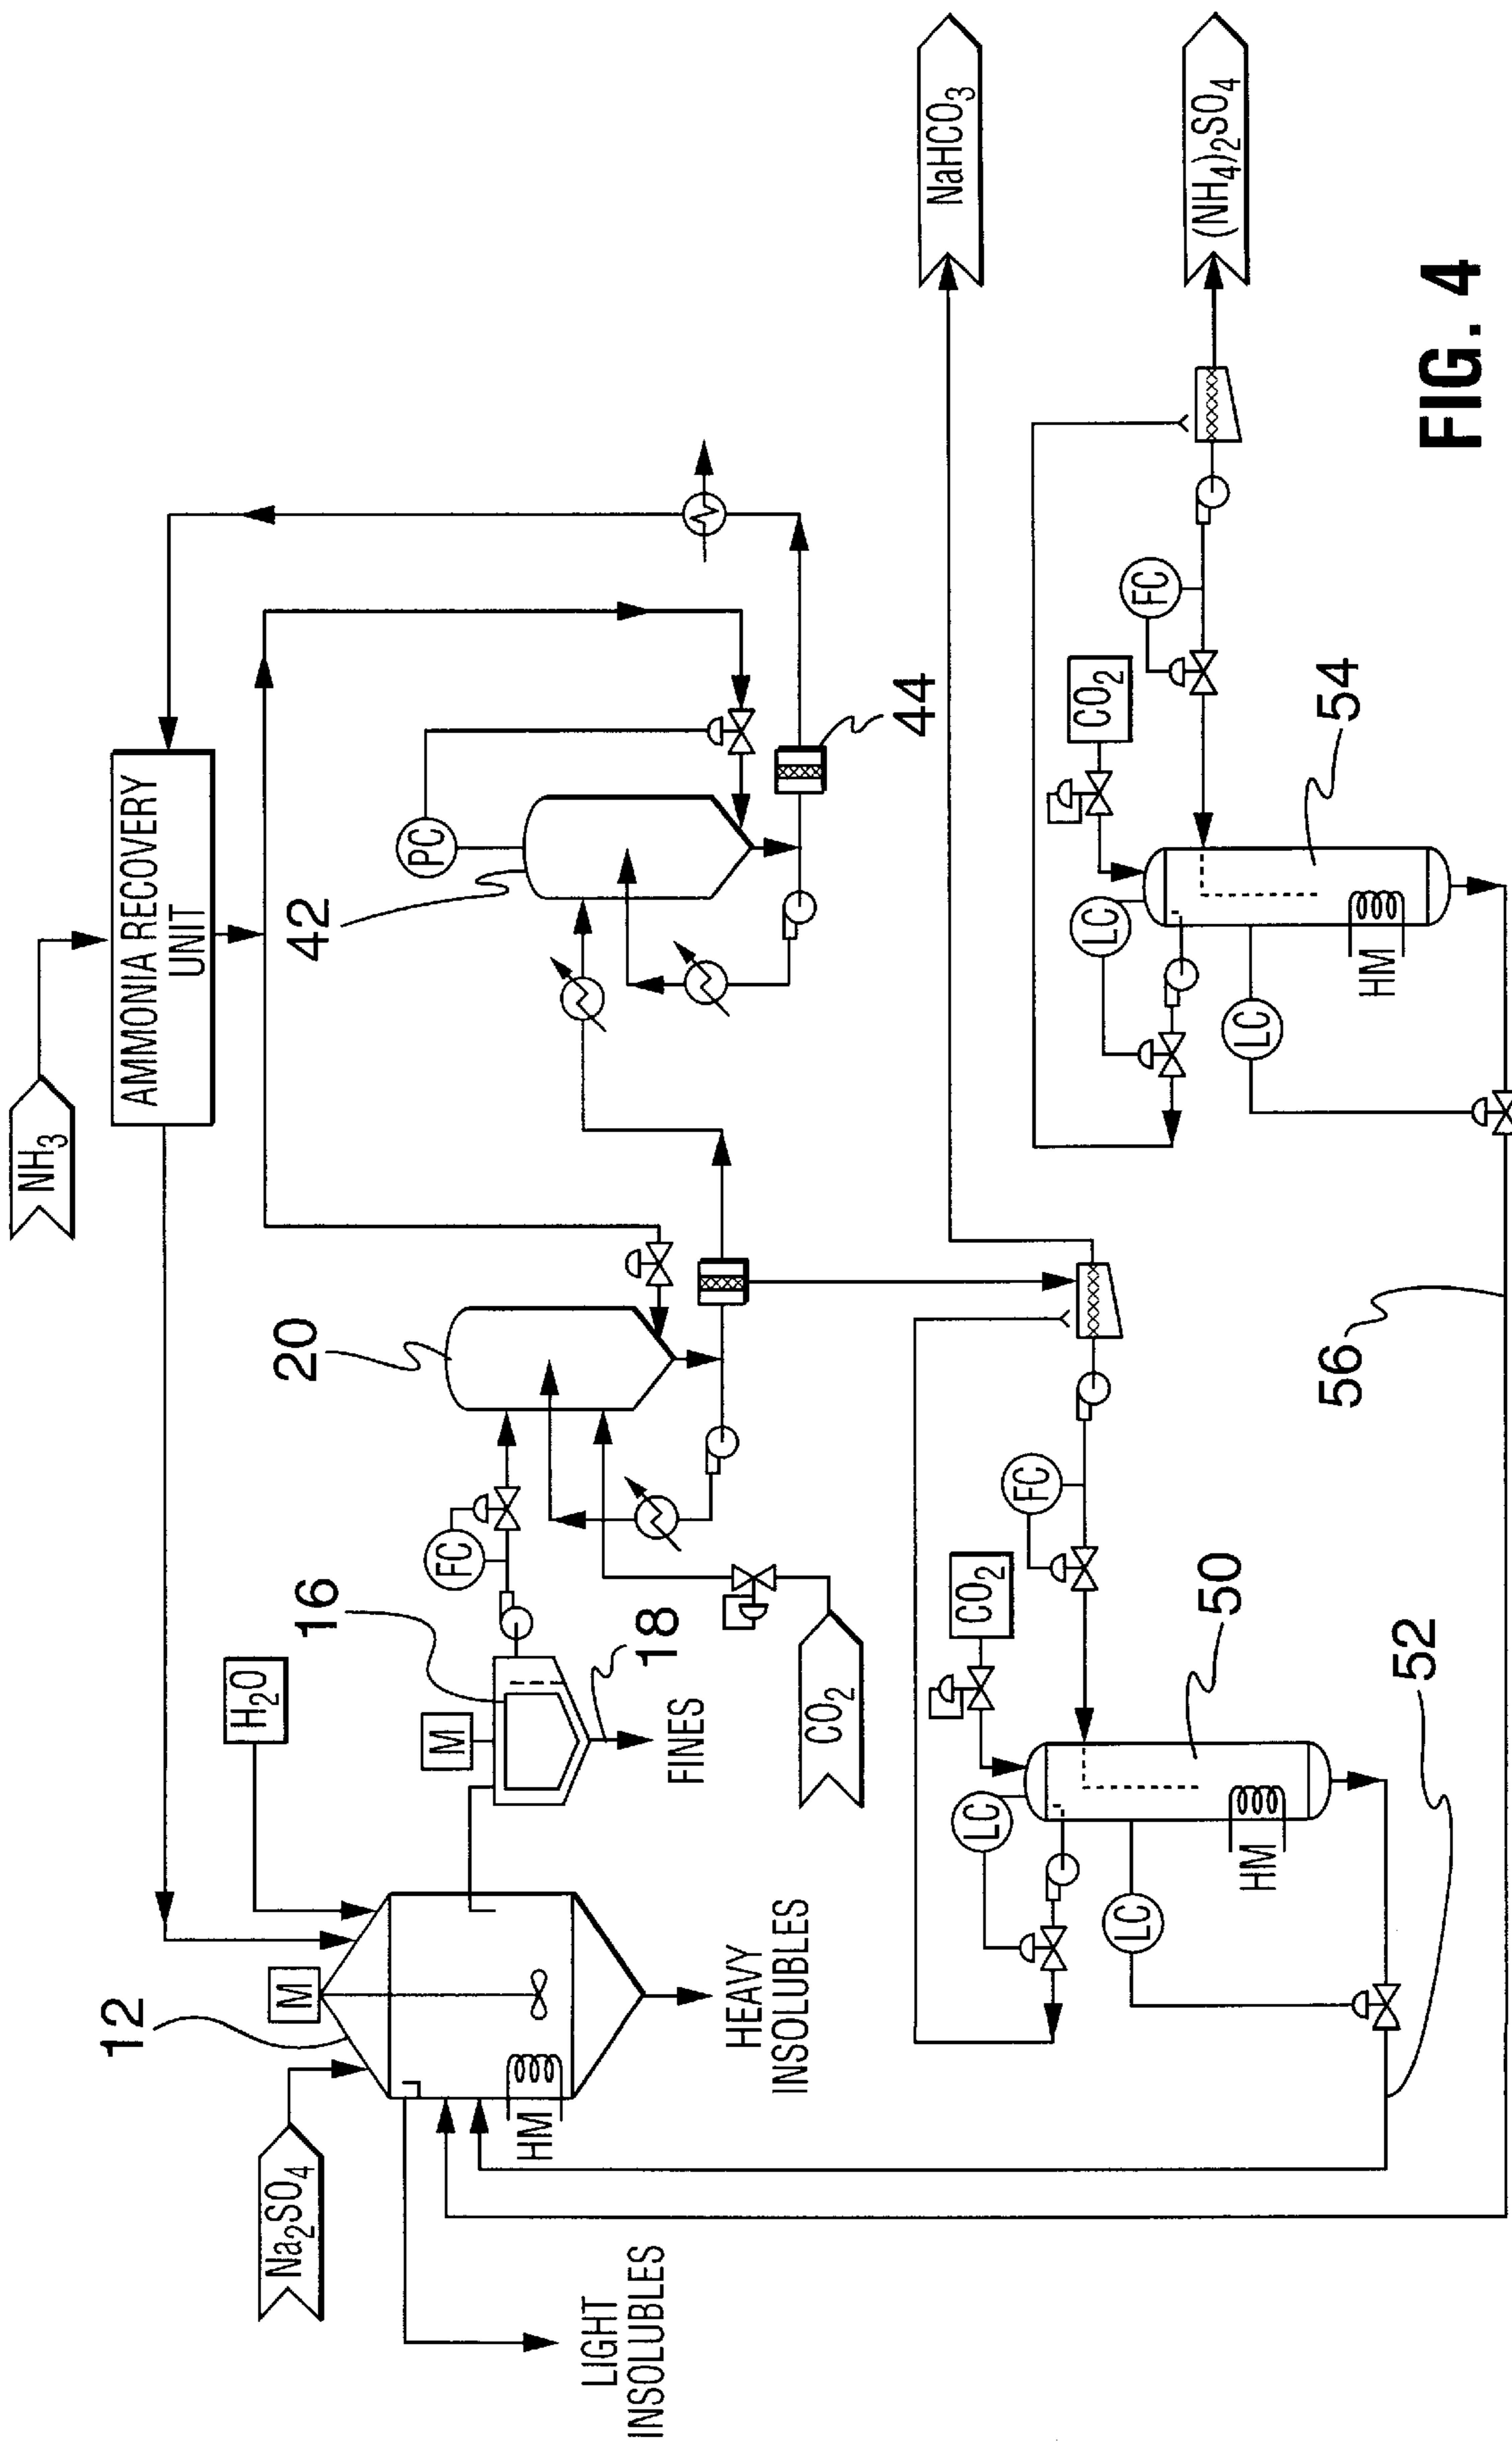 NH3
AMMONIA RECOVERY
UNIT
H2O
Na2SO4
12
M
HM
LIGHT
INSOLUBLES
HEAVY
INSOLUBLES
M
16
18
FINES
FC
20
CO2
42
PC
44
NaHCO3
CO2
LC
FC
50
LC
HM
52
CO2
LC
FC
54
LC
HM
56
(NH4)2SO4
FIG. 4